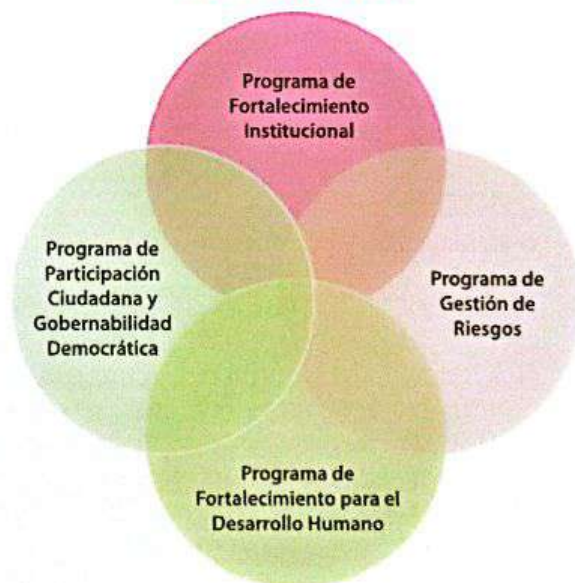 Programa de
Fortalecimiento
Institucional
Programa de
Participación
Ciudadana y
Gobernabilidad
Democrática
Programa de
Gestión de
Riesgos
Programa de
Fortalecimiento para el
Desarrollo Humano